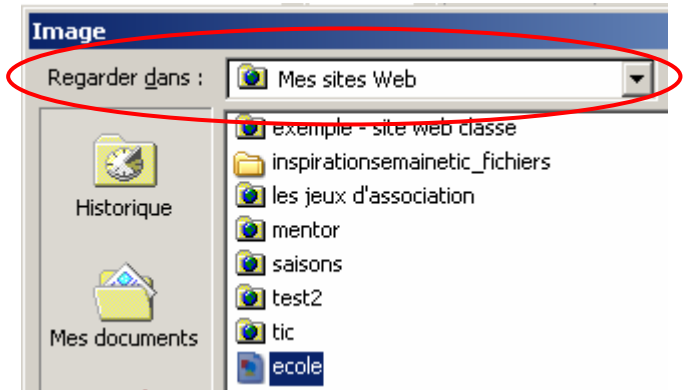 Image
Regarder dans :
Mes sites Web
exemple - site web classe
inspirationsemainetic_fichiers
les jeux d'association
mentor
saisons
test2
tic
ecole
Historique
Mes documents